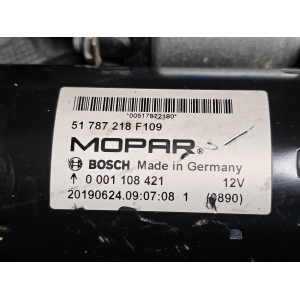 *00517872180*
51 787 218 F109
MOPAR
BOSCH Made in Germany
0 001 108 421 12V
20190624.09:07:08 1 (0890)